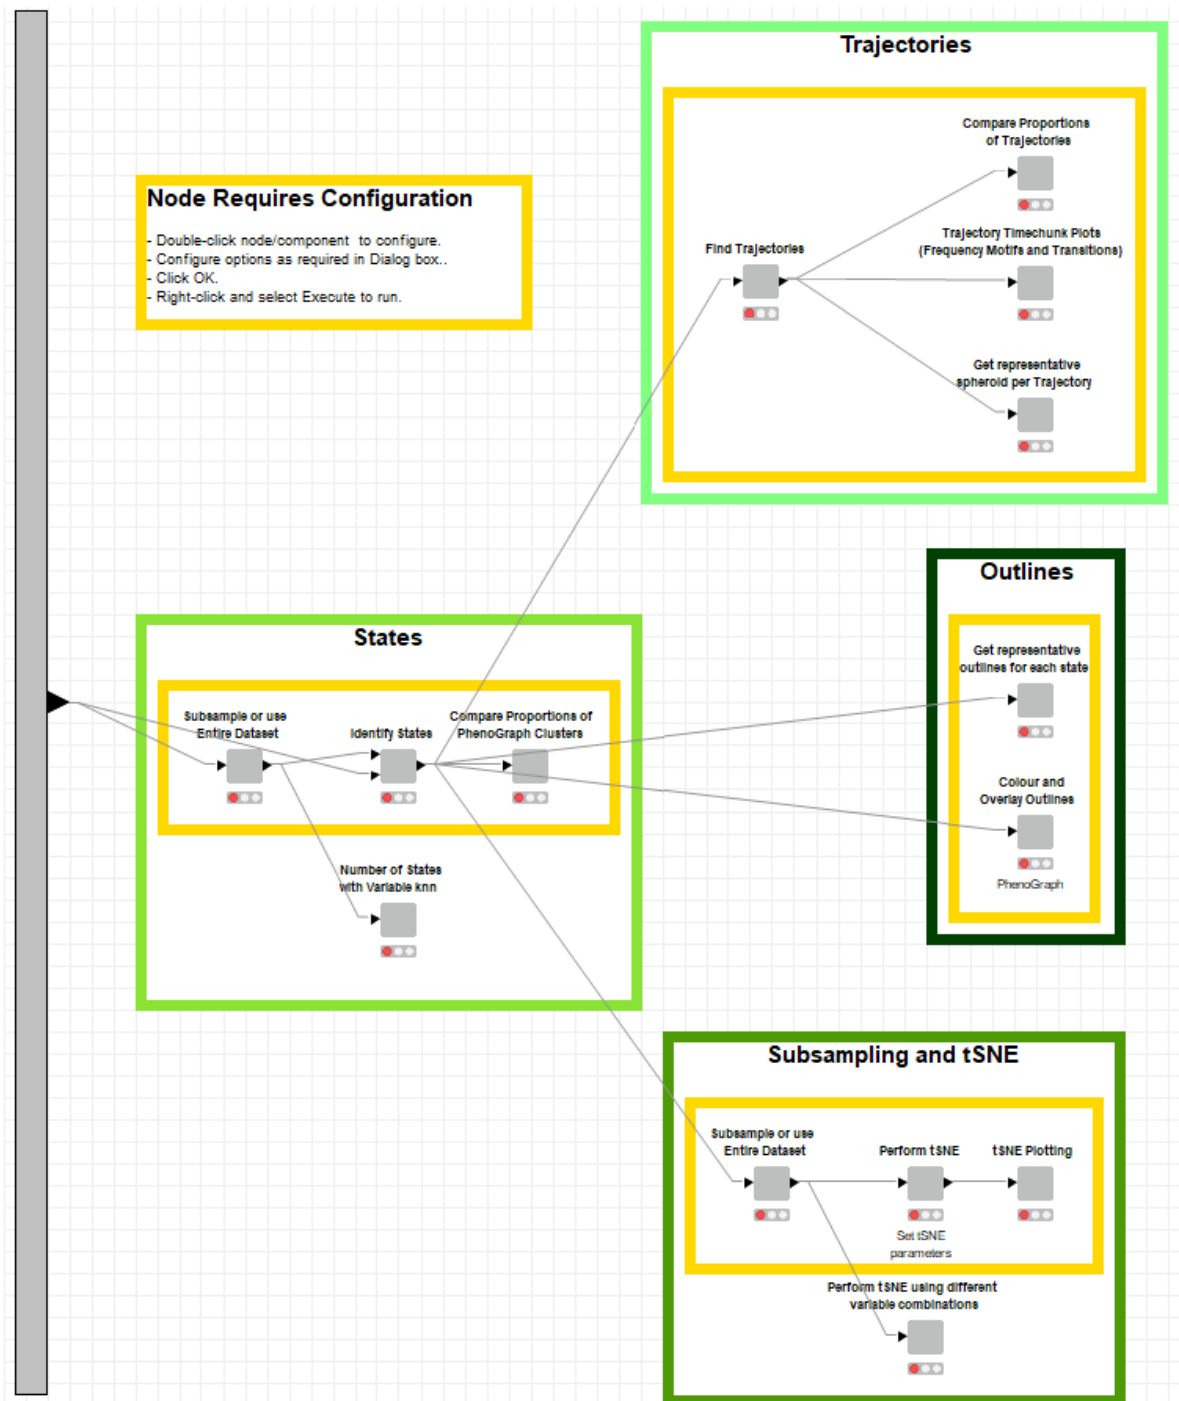 Trajectories
Compare Proportions
of Trajectories
Node Requires Configuration
- Double-click node/component  to configure.
- Configure options as required in Dialog box..
- Click OK.
- Right-click and select Execute to run.
Find Trajectories
Trajectory Timechunk Plots
(Frequency Motifs and Transitions)
Get representative
spheroid per Trajectory
Outlines
Get representative
outlines for each state
Colour and
Overlay Outlines
PhenoGraph
States
Subsample or use
Entire Dataset
Identify States
Compare Proportions of
PhenoGraph Clusters
Number of States
with Variable knn
Subsampling and tSNE
Subsample or use
Entire Dataset
Perform tSNE
tSNE Plotting
Set tSNE
parameters
Perform tSNE using different
variable combinations